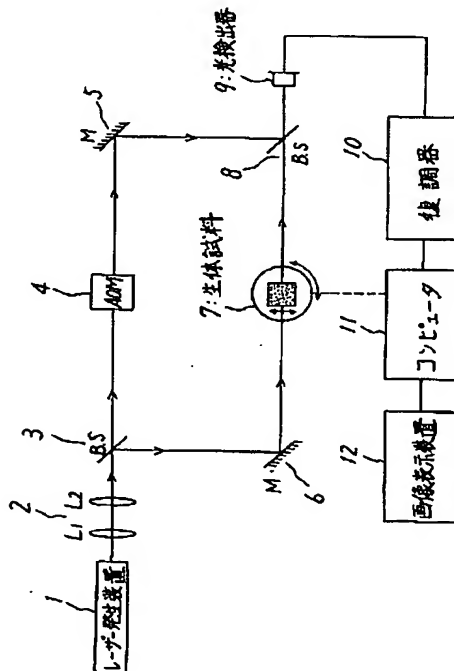 1
レーザー発生装置
2
L1
L2
3
B.S
4
AOM
M
5
M
6
7:生体試料
8
B.S
9:光検出器
10
復調器
11
コンピュータ
12
画像表示装置